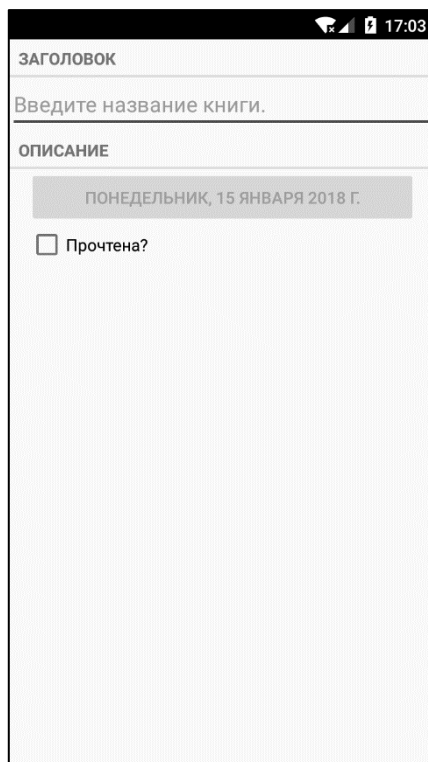 17:03
ЗАГОЛОВОК
Введите название книги.
ОПИСАНИЕ
ПОНЕДЕЛЬНИК, 15 ЯНВАРЯ 2018 Г.
Прочтена?